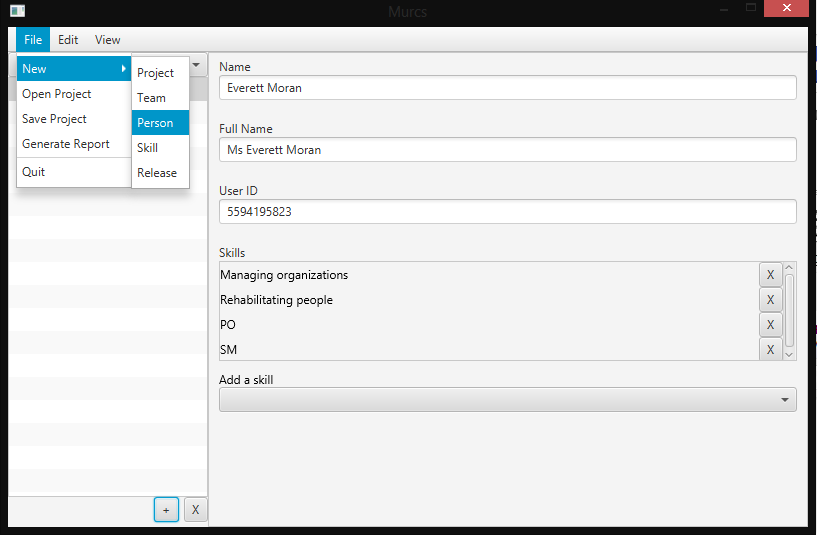 Murcs
File Edit View
New
Open Project
Save Project
Generate Report
Quit
Project
Team
Person
Skill
Release
Name
Everett Moran
Full Name
Ms Everett Moran
User ID
5594195823
Skills
Managing organizations X
Rehabilitating people X
PO X
SM X
Add a skill
+ X